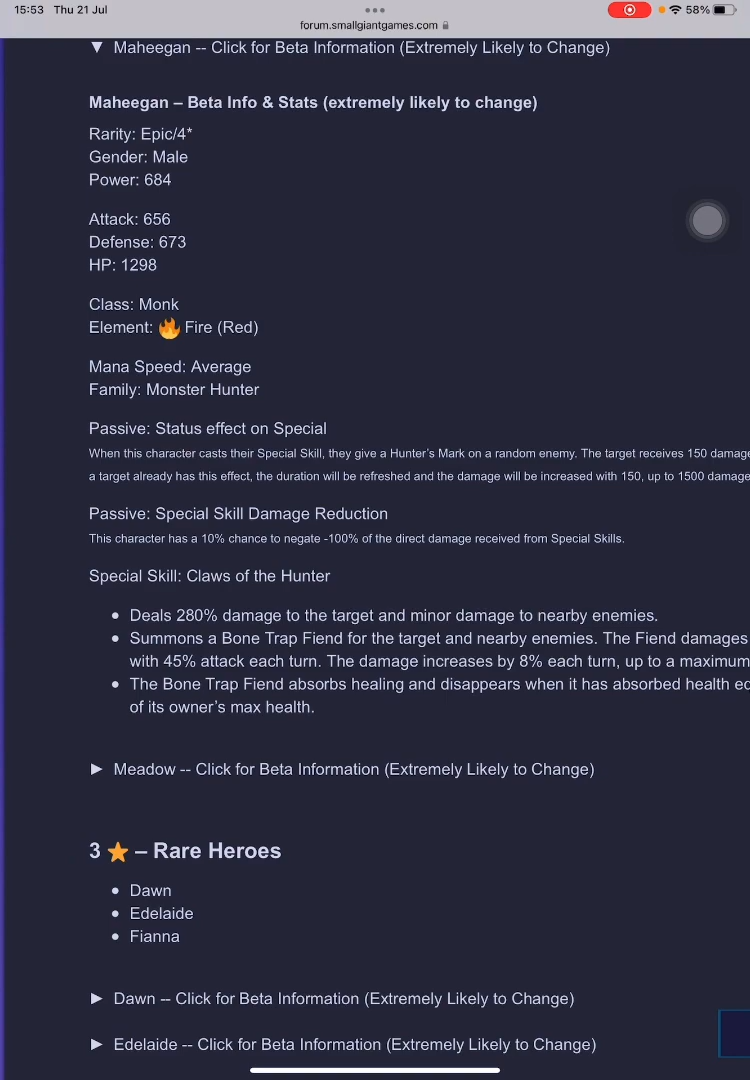 15:53 Thu 21 Jul
58%
forum.smallgiantgames.com
▼ Maheegan -- Click for Beta Information (Extremely Likely to Change)
Maheegan – Beta Info & Stats (extremely likely to change)
Rarity: Epic/4*
Gender: Male
Power: 684
Attack: 656
Defense: 673
HP: 1298
Class: Monk
Element: 🔥 Fire (Red)
Mana Speed: Average
Family: Monster Hunter
Passive: Status effect on Special
When this character casts their Special Skill, they give a Hunter's Mark on a random enemy. The target receives 150 damage
a target already has this effect, the duration will be refreshed and the damage will be increased with 150, up to 1500 damage
Passive: Special Skill Damage Reduction
This character has a 10% chance to negate -100% of the direct damage received from Special Skills.
Special Skill: Claws of the Hunter
• Deals 280% damage to the target and minor damage to nearby enemies.
• Summons a Bone Trap Fiend for the target and nearby enemies. The Fiend damages
with 45% attack each turn. The damage increases by 8% each turn, up to a maximum
• The Bone Trap Fiend absorbs healing and disappears when it has absorbed health
of its owner's max health.
▶ Meadow -- Click for Beta Information (Extremely Likely to Change)
3 ⭐ – Rare Heroes
• Dawn
• Edelaide
• Fianna
▶ Dawn -- Click for Beta Information (Extremely Likely to Change)
▶ Edelaide -- Click for Beta Information (Extremely Likely to Change)